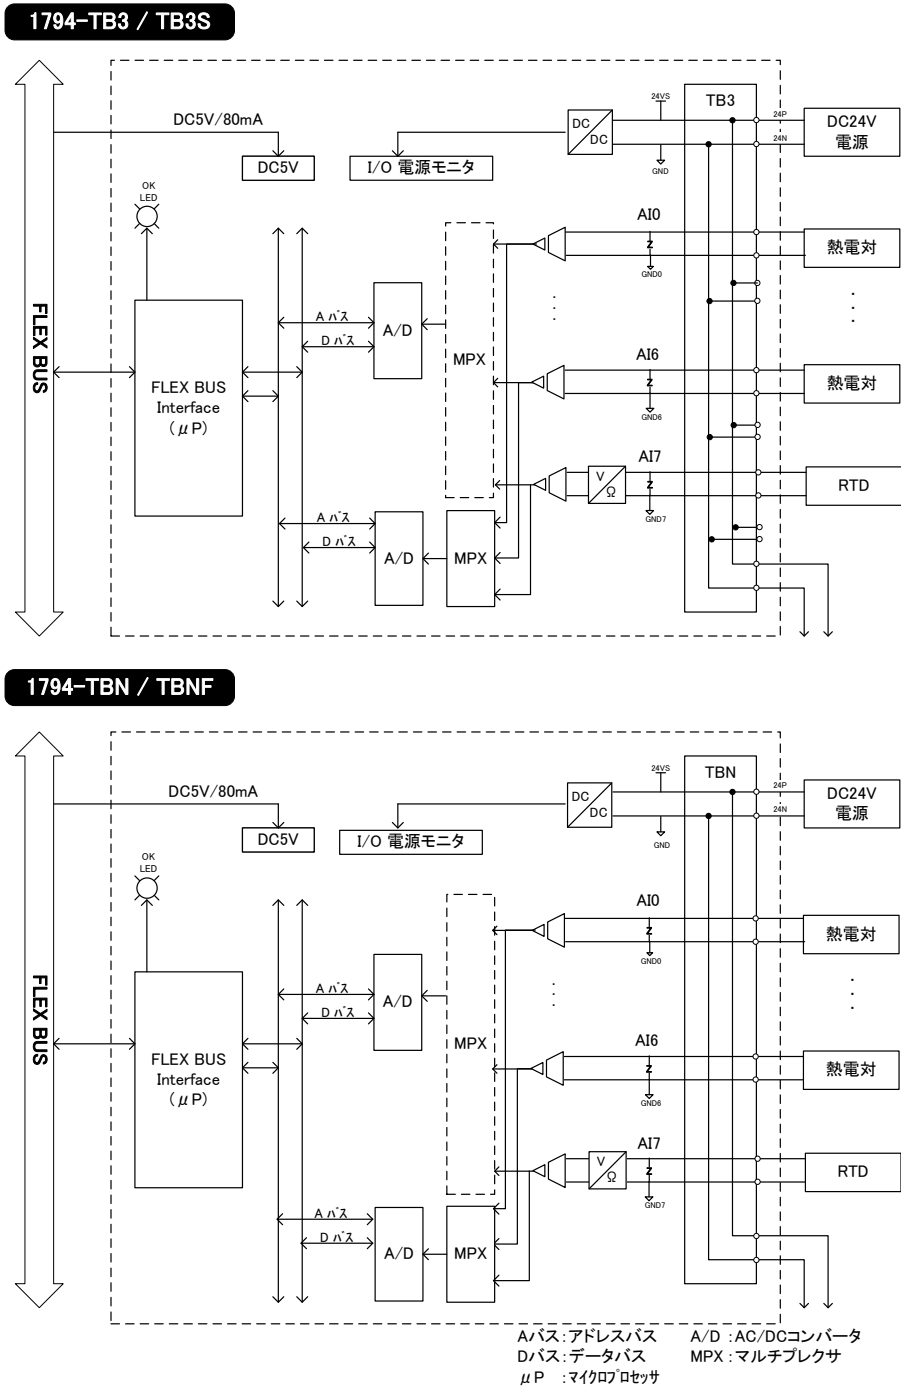 1794-TB3 / TB3S
DC5V/80mA
DC5V
I/O 電源モニタ
DC
DC
24VS
GND
TB3
24P
24N
DC24V
電源
OK
LED
FLEX BUS
FLEX BUS
Interface
(μP)
A バス
D バス
A/D
MPX
AI0
Z
GND0
熱電対
AI6
Z
GND6
熱電対
AI7
V
Ω
Z
GND7
RTD
A バス
D バス
A/D
MPX
1794-TBN / TBNF
DC5V/80mA
DC5V
I/O 電源モニタ
DC
DC
24VS
GND
TBN
24P
24N
DC24V
電源
OK
LED
FLEX BUS
FLEX BUS
Interface
(μP)
A バス
D バス
A/D
MPX
AI0
Z
GND0
熱電対
AI6
Z
GND6
熱電対
AI7
V
Ω
Z
GND7
RTD
A バス
D バス
A/D
MPX
Aバス:アドレスバス A/D :AC/DCコンバータ
Dバス:データバス MPX :マルチプレクサ
μP :マイクロプロセッサ